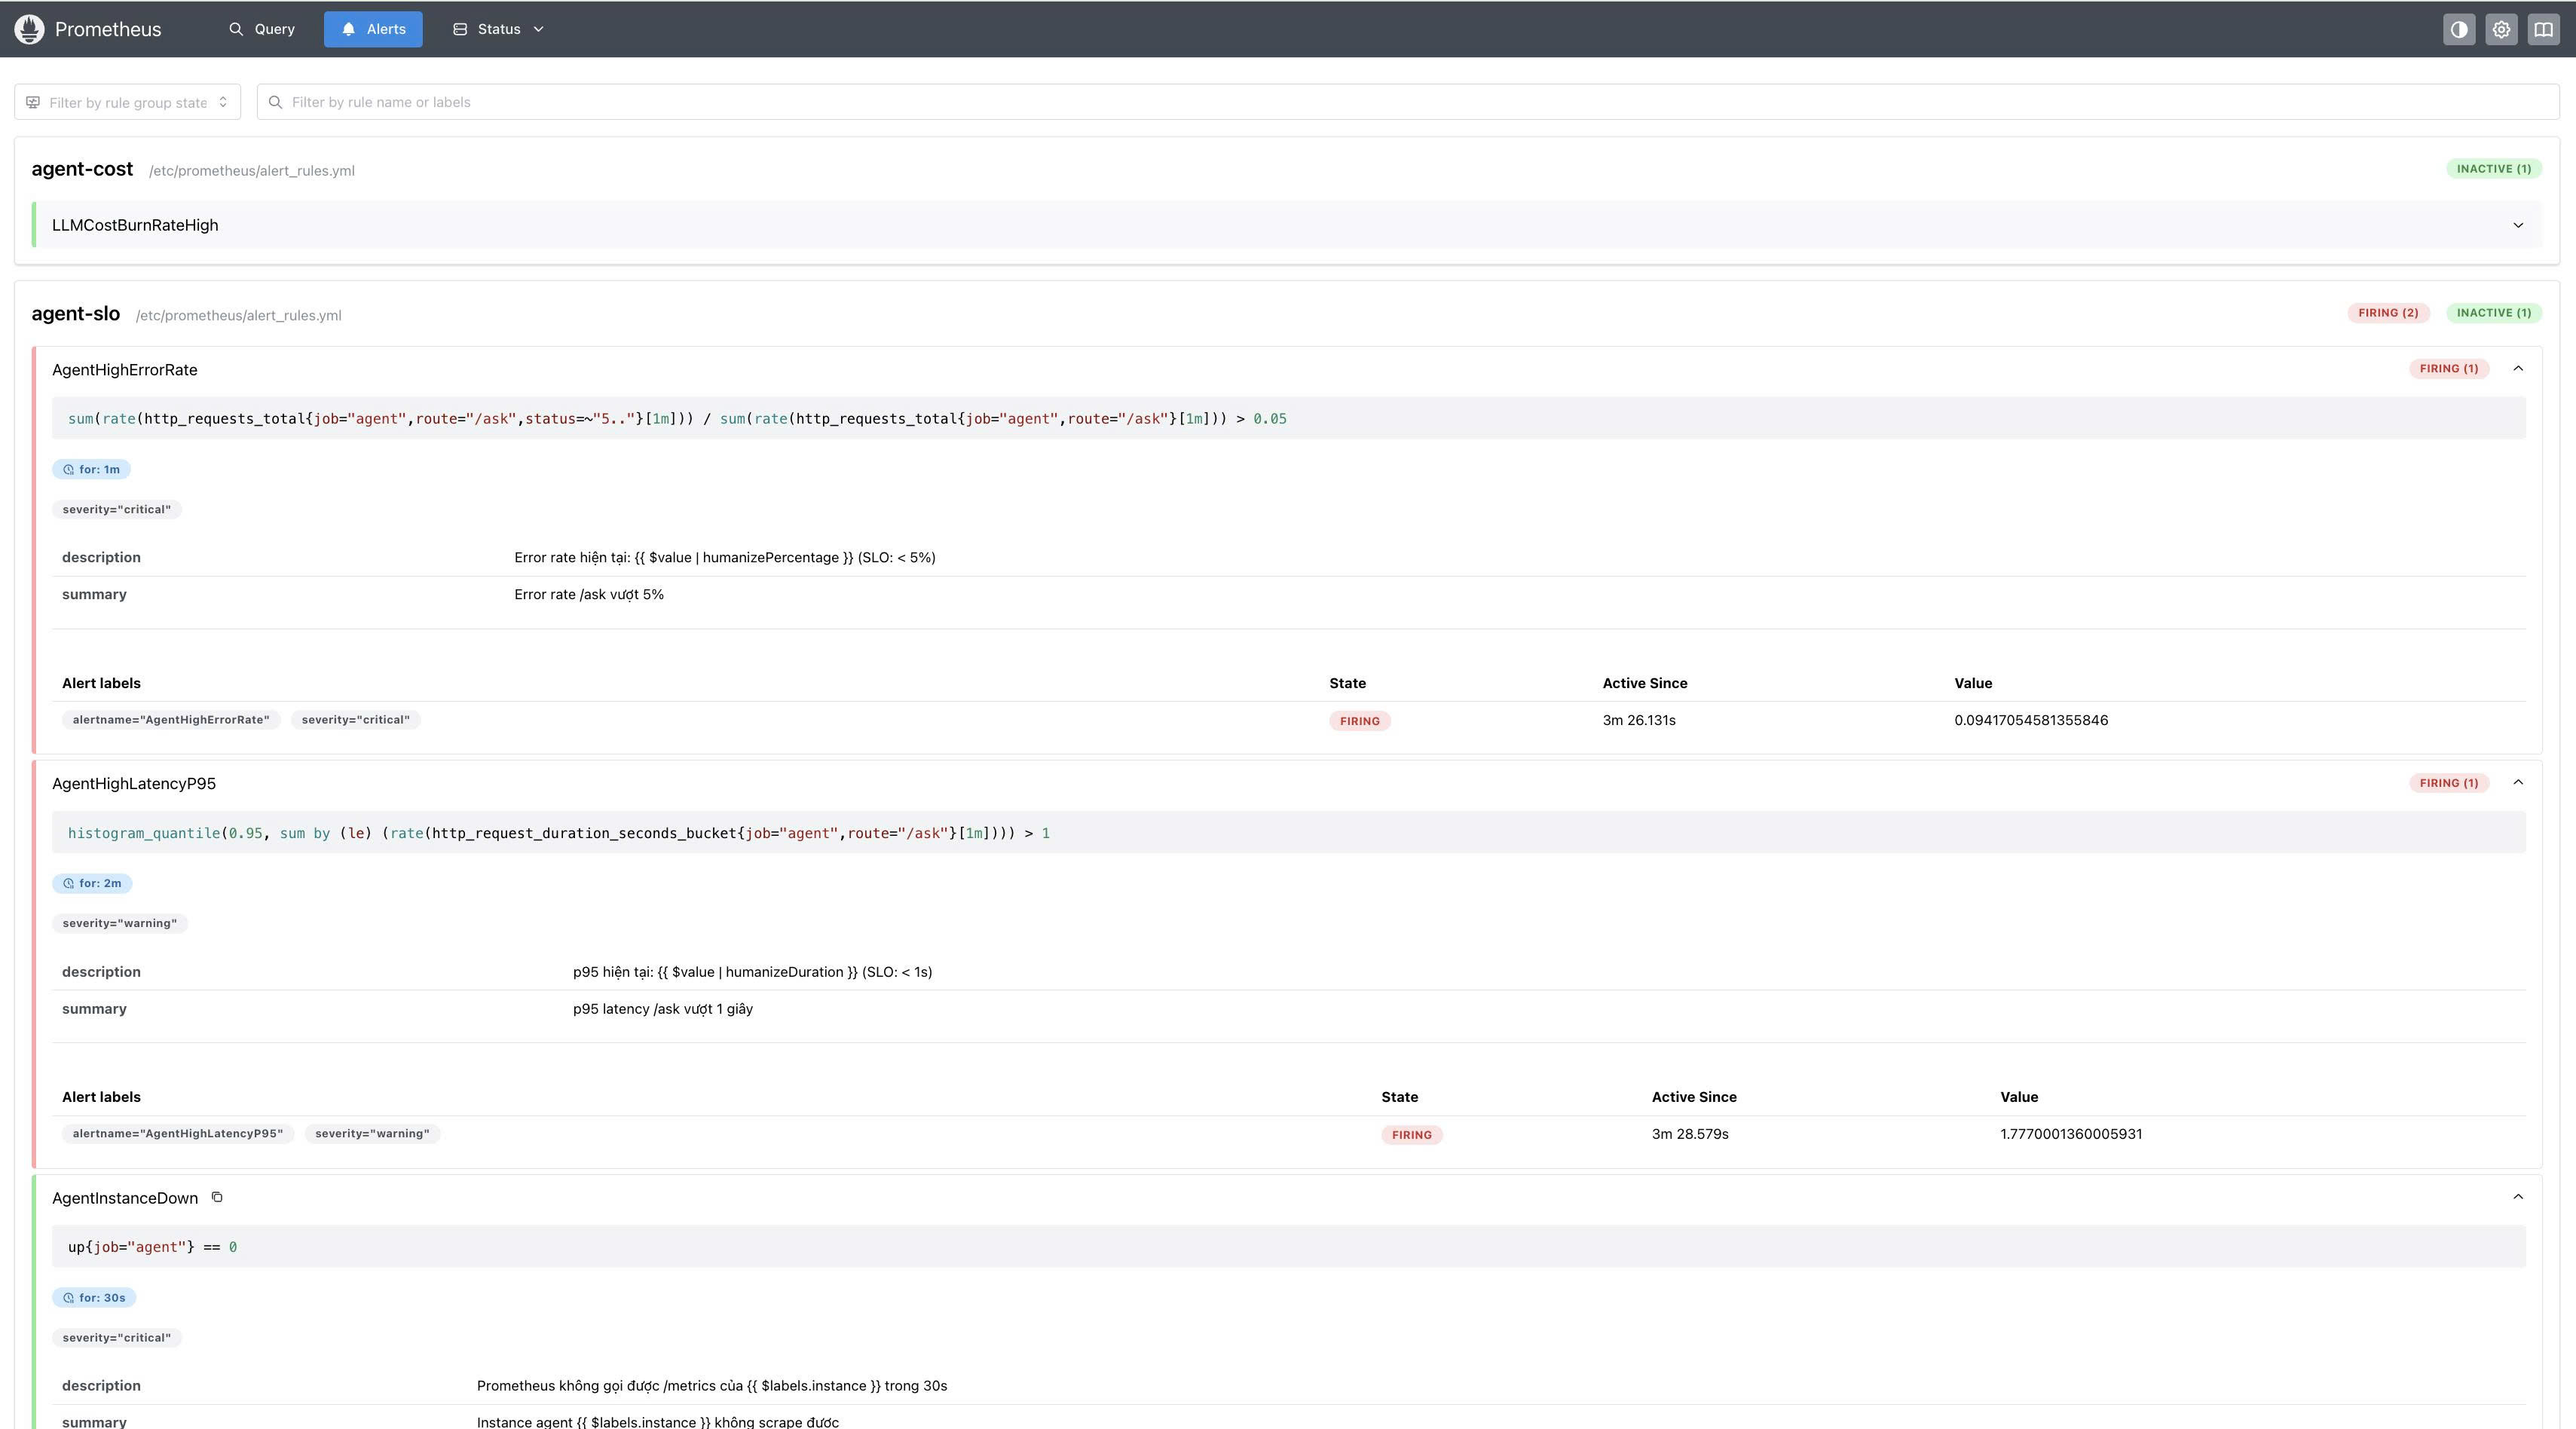 Prometheus Query Alerts Status
Filter by rule group state Filter by rule name or labels
agent-cost /etc/prometheus/alert_rules.yml INACTIVE (1)
LLMCostBurnRateHigh
agent-slo /etc/prometheus/alert_rules.yml FIRING (2) INACTIVE (1)
AgentHighErrorRate FIRING (1)
sum(rate(http_requests_total{job="agent",route="/ask",status=~"5.."}[1m])) / sum(rate(http_requests_total{job="agent",route="/ask"}[1m])) > 0.05
for: 1m
severity="critical"
description Error rate hiện tại: {{ $value | humanizePercentage }} (SLO: < 5%)
summary Error rate /ask vượt 5%
Alert labels State Active Since Value
alertname="AgentHighErrorRate" severity="critical" FIRING 3m 26.131s 0.09417054581355846
AgentHighLatencyP95 FIRING (1)
histogram_quantile(0.95, sum by (le) (rate(http_request_duration_seconds_bucket{job="agent",route="/ask"}[1m]))) > 1
for: 2m
severity="warning"
description p95 hiện tại: {{ $value | humanizeDuration }} (SLO: < 1s)
summary p95 latency /ask vượt 1 giây
Alert labels State Active Since Value
alertname="AgentHighLatencyP95" severity="warning" FIRING 3m 28.579s 1.7770001360005931
AgentInstanceDown
up{job="agent"} == 0
for: 30s
severity="critical"
description Prometheus không gọi được /metrics của {{ $labels.instance }} trong 30s
summary Instance agent {{ $labels.instance }} không scrape được